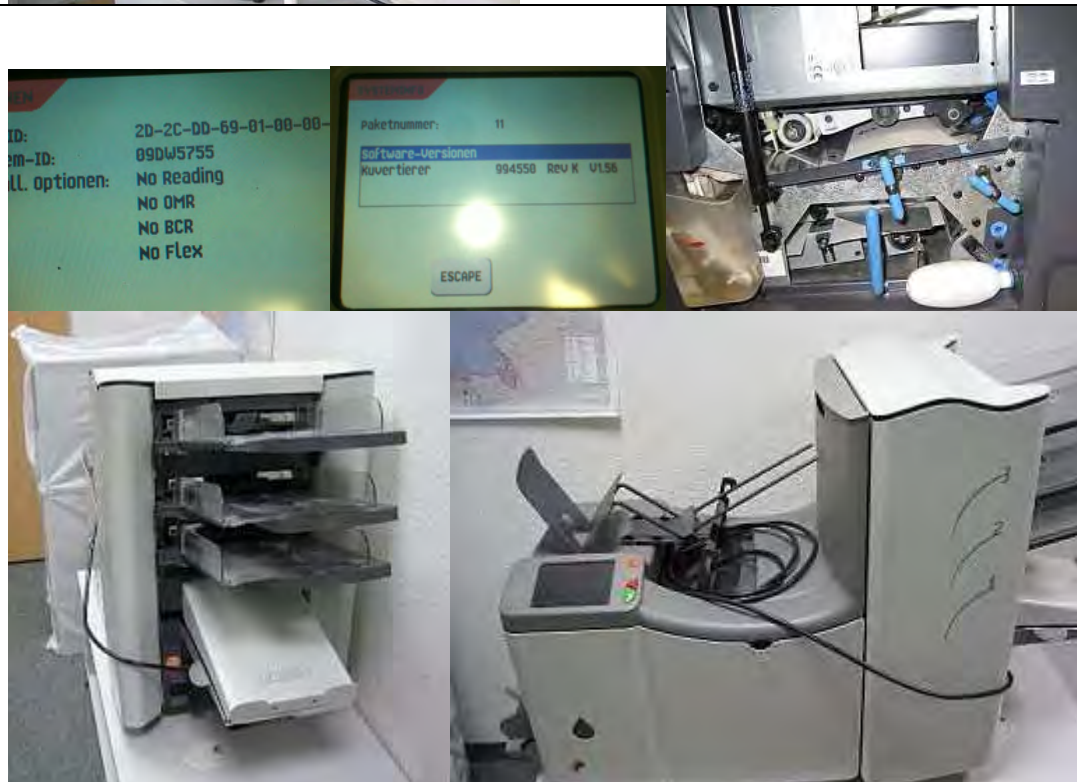 ID: 2D-2C-DD-69-01-00-00-
em-ID: 09DW5755
ll. Optionen: No Reading
No OMR
No BCR
No Flex
Paketnummer: 11
Software-Versionen
Kuvertierer 994550 Rev K V1.56
ESCAPE
2